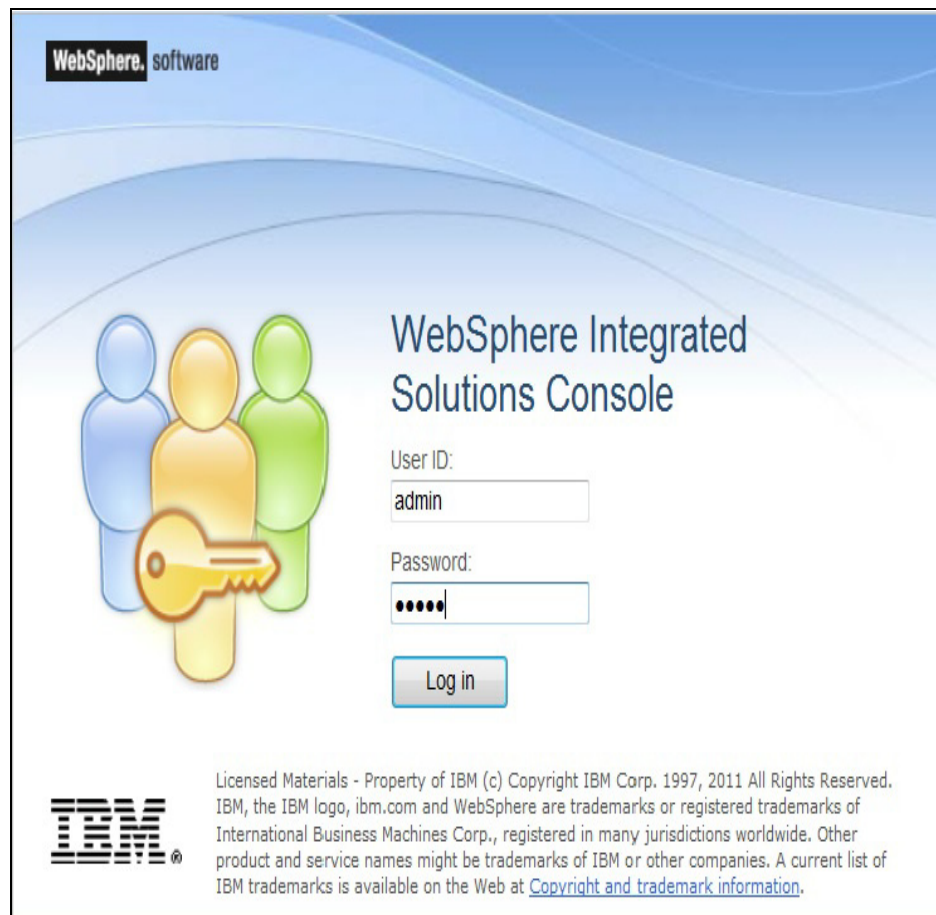 WebSphere. software
WebSphere Integrated
Solutions Console
User ID:
admin
Password:
•••••
Log in
IBM®
Licensed Materials - Property of IBM (c) Copyright IBM Corp. 1997, 2011 All Rights Reserved.
IBM, the IBM logo, ibm.com and WebSphere are trademarks or registered trademarks of
International Business Machines Corp., registered in many jurisdictions worldwide. Other
product and service names might be trademarks of IBM or other companies. A current list of
IBM trademarks is available on the Web at Copyright and trademark information.